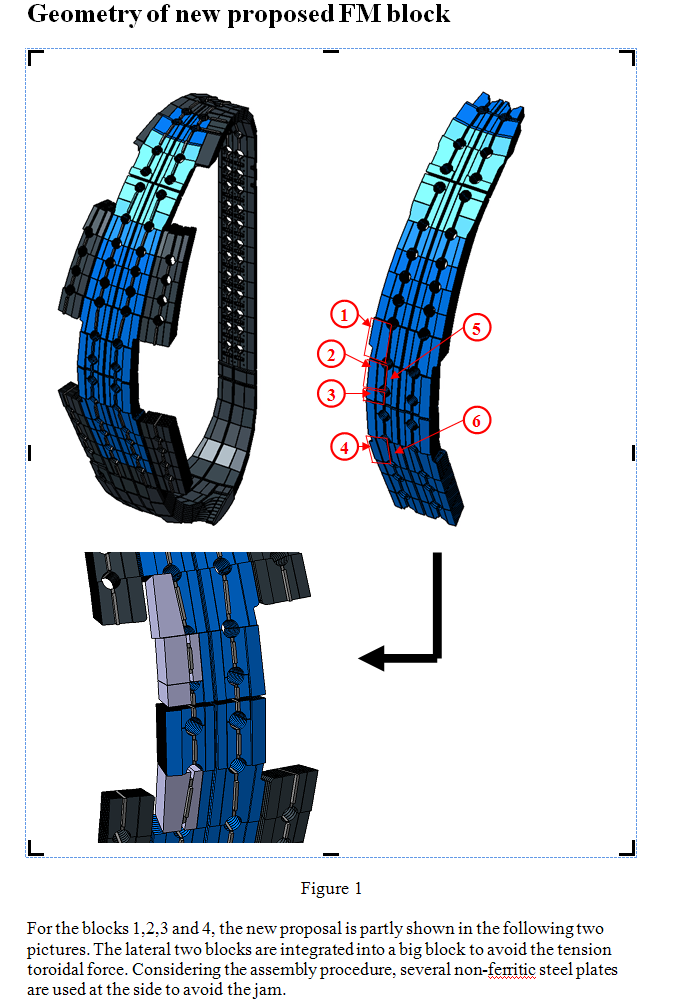 Geometry of new proposed FM block
1
2
3
4
5
6
Figure 1
For the blocks 1,2,3 and 4, the new proposal is partly shown in the following two
pictures. The lateral two blocks are integrated into a big block to avoid the tension
toroidal force. Considering the assembly procedure, several non-ferritic steel plates
are used at the side to avoid the jam.